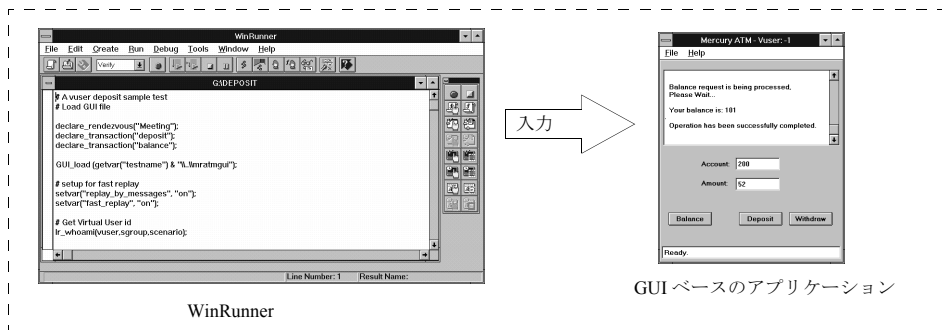 WinRunner
File Edit Create Run Debug Tools Window Help
Verify
G:\DEPOSIT
# A vuser deposit sample test
# Load GUI file
declare_rendezvous("Meeting");
declare_transaction("deposit");
declare_transaction("balance");
GUI_load (getvar("testname") & "\\..\\mratmgui");
# setup for fast replay
setvar("replay_by_messages", "on");
setvar("fast_replay", "on");
# Get Virtual User id
lr_whoami(vuser,sgroup,scenario);
Line Number: 1 Result Name:
WinRunner
入力
Mercury ATM - Vuser: -1
File Help
Balance request is being processed,
Please Wait...
Your balance is: 101
Operation has been successfully completed.
Account: 200
Amount: 52
Balance Deposit Withdraw
Ready.
GUI ベースのアプリケーション